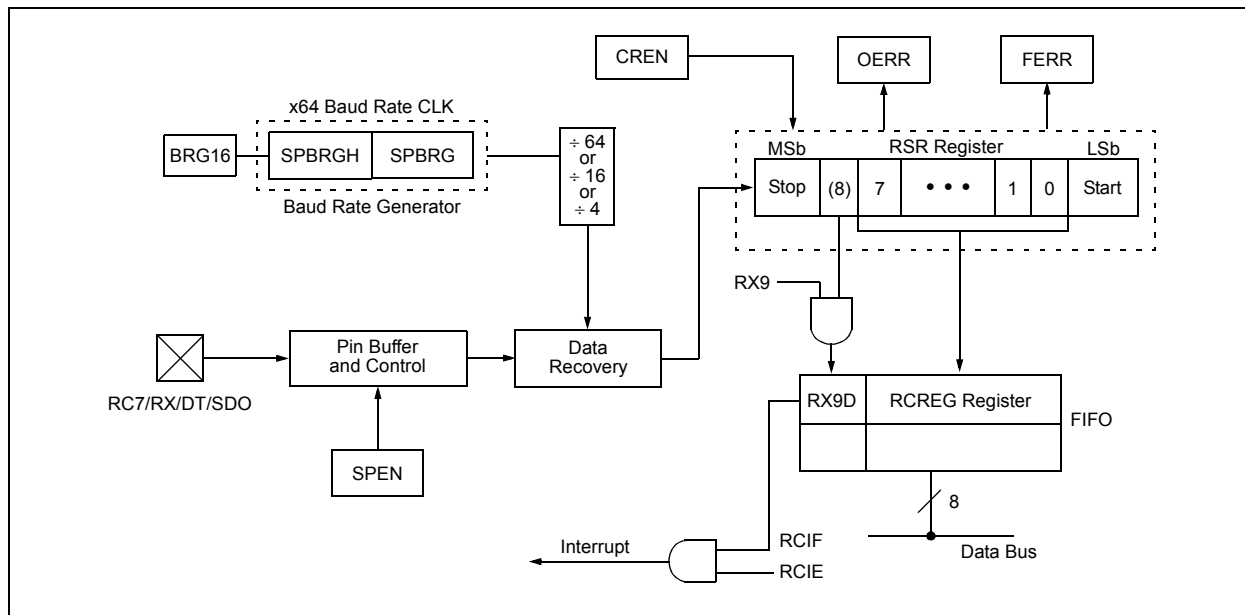 CREN
OERR
FERR
x64 Baud Rate CLK
BRG16
SPBRGH
SPBRG
Baud Rate Generator
÷ 64
or
÷ 16
or
÷ 4
MSb
RSR Register
LSb
Stop
(8)
7
• • •
1
0
Start
RX9
Pin Buffer
and Control
Data
Recovery
RC7/RX/DT/SDO
SPEN
RX9D
RCREG Register
FIFO
8
Data Bus
Interrupt
RCIF
RCIE